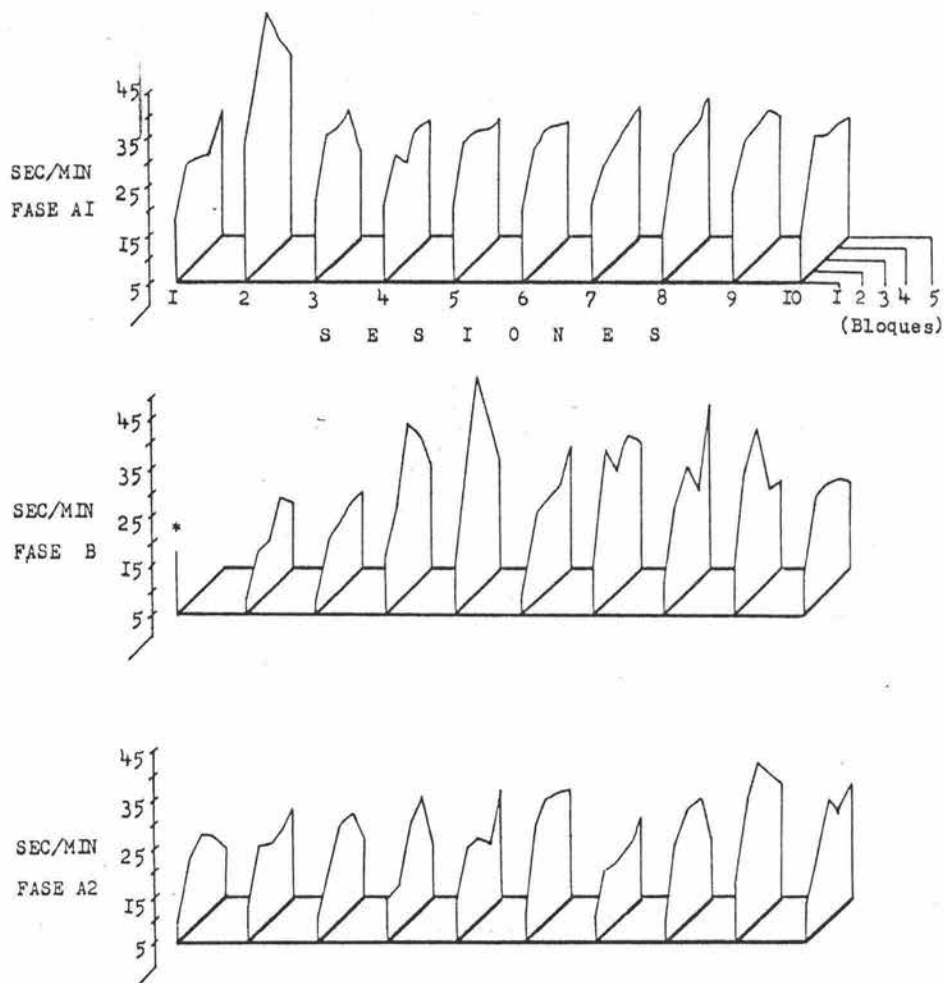 45
35
SEC/MIN
25
FASE AI
I5
5
I 2 3 4 5 6 7 8 9 IO I 2 3 4 5
(Bloques)
S E S I O N E S
45
35
SEC/MIN
25
*
FASE B
I5
5
45
35
SEC/MIN
25
FASE A2
I5
5